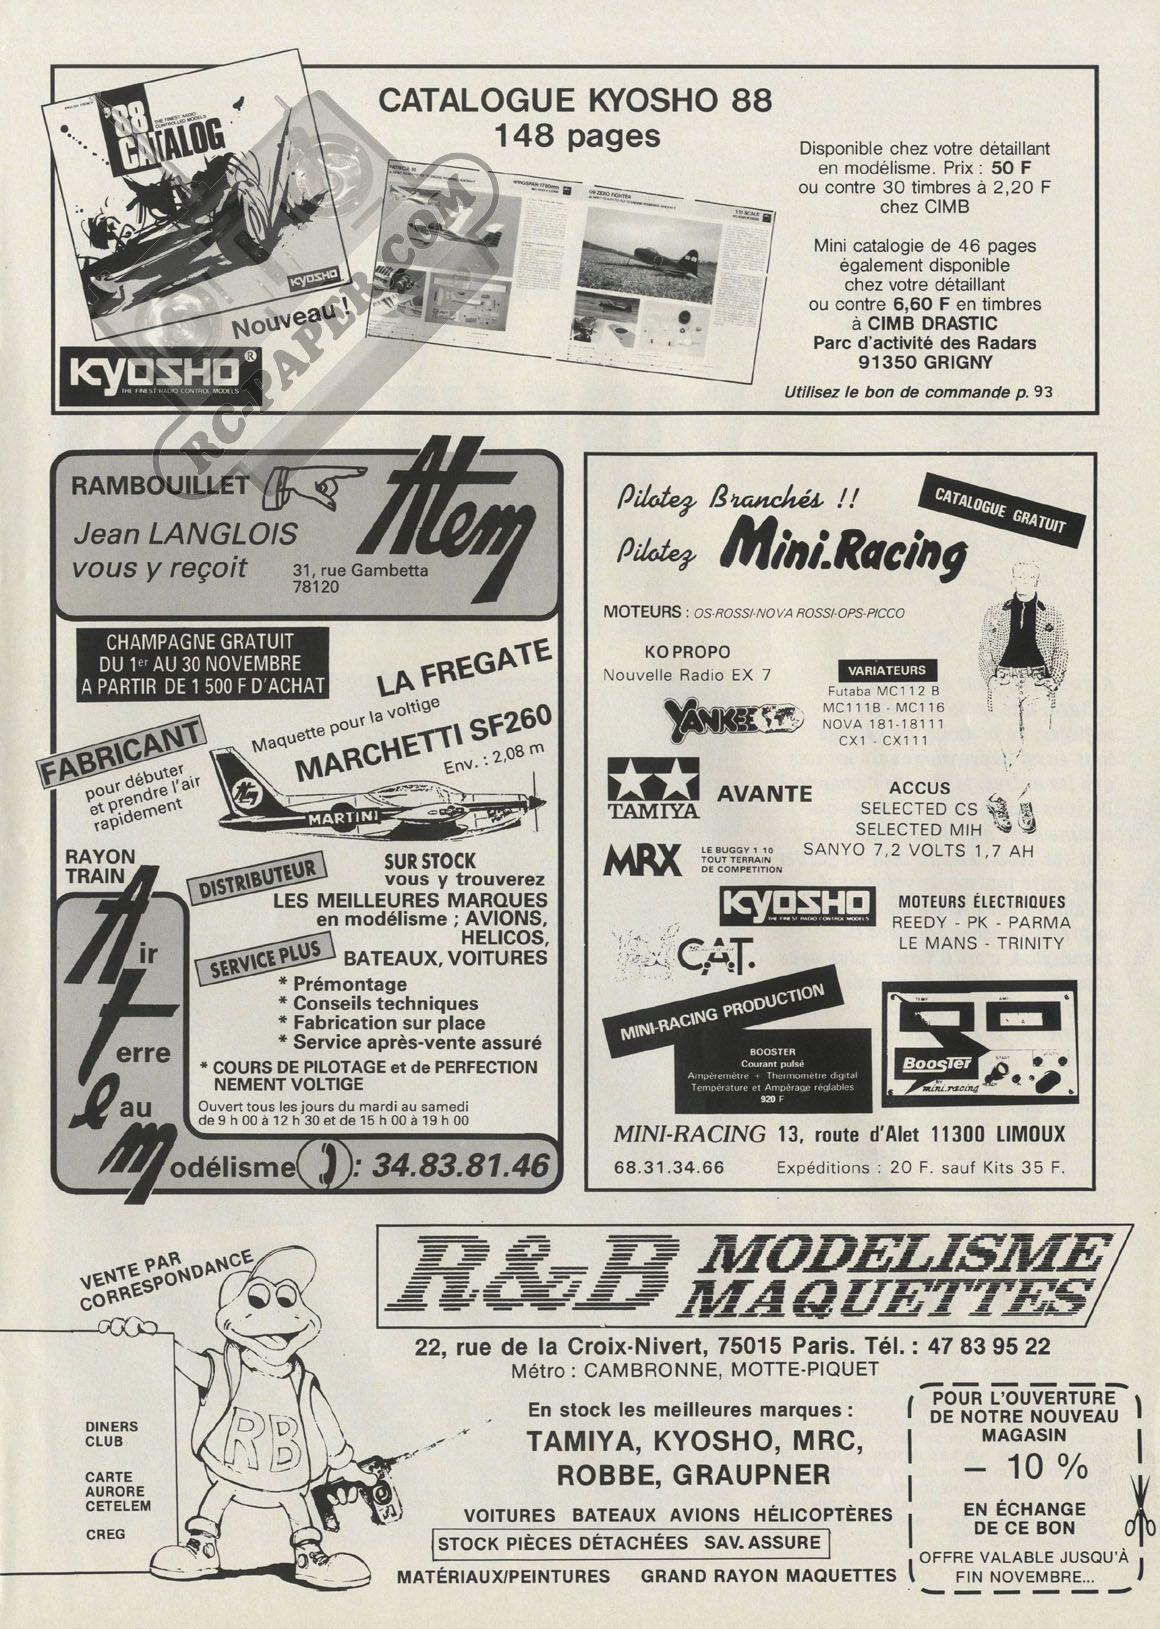 ENGLISH FRENCH
'88
CATALOG
THE FINEST RADIO
CONTROLLED MODELS
KYOSHO
Nouveau !
KYOSHO®
THE FINEST RADIO CONTROL MODELS
RC-PAPER.COM
CATALOGUE KYOSHO 88
148 pages
WINGSPAN 1780mm
ZERO FIGHTER
Disponible chez votre détaillant
en modélisme. Prix : 50 F
ou contre 30 timbres à 2,20 F
chez CIMB
Mini catalogie de 46 pages
également disponible
chez votre détaillant
ou contre 6,60 F en timbres
à CIMB DRASTIC
Parc d'activité des Radars
91350 GRIGNY
Utilisez le bon de commande p. 93
RAMBOUILLET
Jean LANGLOIS
vous y reçoit
Atem
31, rue Gambetta
78120
CHAMPAGNE GRATUIT
DU 1er AU 30 NOVEMBRE
A PARTIR DE 1 500 F D'ACHAT
LA FREGATE
Maquette pour la voltige
MARCHETTI SF260
Env. : 2,08 m
FABRICANT
pour débuter
et prendre l'air
rapidement
MARTINI
RAYON
TRAIN
DISTRIBUTEUR
SUR STOCK
vous y trouverez
LES MEILLEURES MARQUES
en modélisme ; AVIONS,
HELICOS,
BATEAUX, VOITURES
SERVICE PLUS
* Prémontage
* Conseils techniques
* Fabrication sur place
* Service après-vente assuré
* COURS DE PILOTAGE et de PERFECTION
NEMENT VOLTIGE
Ouvert tous les jours du mardi au samedi
de 9 h 00 à 12 h 30 et de 15 h 00 à 19 h 00
Air
Terre
eau
modélisme : 34.83.81.46
Pilotez Branchés !!
Pilotez Mini.Racing
CATALOGUE GRATUIT
MOTEURS : OS-ROSSI-NOVA ROSSI-OPS-PICCO
KO PROPO
Nouvelle Radio EX 7
VARIATEURS
Futaba MC112 B
MC111B - MC116
NOVA 181-18111
CX1 - CX111
YANKEE
TAMIYA
AVANTE
ACCUS
SELECTED CS
SELECTED MIH
SANYO 7,2 VOLTS 1,7 AH
MRX
LE BUGGY 1 10
TOUT TERRAIN
DE COMPETITION
KYOSHO
THE FINEST RADIO CONTROL MODELS
MOTEURS ÉLECTRIQUES
REEDY - PK - PARMA
LE MANS - TRINITY
C.A.T.
MINI-RACING PRODUCTION
BOOSTER
Courant pulsé
Ampèremètre + Thermomètre digital
Température et Ampérage réglables
920 F
BOOSTER
BY
mini.racing
MINI-RACING 13, route d'Alet 11300 LIMOUX
68.31.34.66 Expéditions : 20 F. sauf Kits 35 F.
VENTE PAR
CORRESPONDANCE
R&B MODELISME
MAQUETTES
22, rue de la Croix-Nivert, 75015 Paris. Tél. : 47 83 95 22
Métro : CAMBRONNE, MOTTE-PIQUET
RB
DINERS
CLUB
CARTE
AURORE
CETELEM
CREG
En stock les meilleures marques :
TAMIYA, KYOSHO, MRC,
ROBBE, GRAUPNER
VOITURES BATEAUX AVIONS HÉLICOPTÈRES
STOCK PIÈCES DÉTACHÉES SAV. ASSURE
MATÉRIAUX/PEINTURES GRAND RAYON MAQUETTES
POUR L'OUVERTURE
DE NOTRE NOUVEAU
MAGASIN
– 10 %
EN ÉCHANGE
DE CE BON
OFFRE VALABLE JUSQU'À
FIN NOVEMBRE...